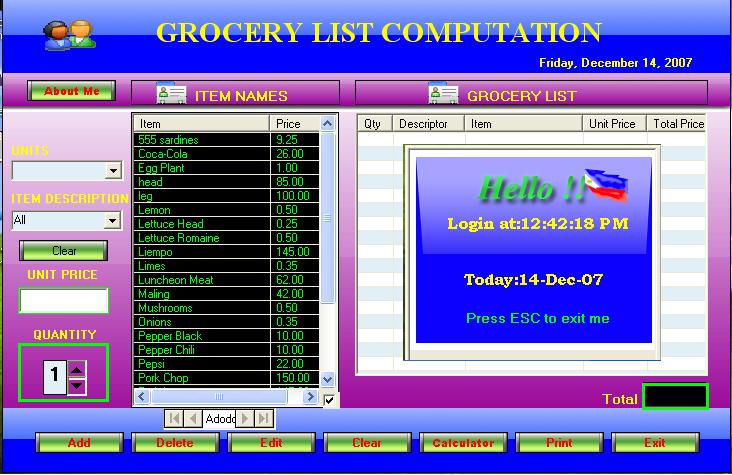 GROCERY LIST COMPUTATION
Friday, December 14, 2007
About Me
ITEM NAMES
GROCERY LIST
Item Price
Qty Descriptor Item Unit Price Total Price
UNITS
ITEM DESCRIPTION
All
Clear
UNIT PRICE
QUANTITY
1
555 sardines 9.25
Coca-Cola 26.00
Egg Plant 1.00
head 85.00
leg 100.00
Lemon 0.50
Lettuce Head 0.25
Lettuce Romaine 0.50
Liempo 145.00
Limes 0.35
Luncheon Meat 62.00
Maling 42.00
Mushrooms 0.50
Onions 0.35
Pepper Black 10.00
Pepper Chili 10.00
Pepsi 22.00
Pork Chop 150.00
Hello !!
Login at:12:42:18 PM
Today:14-Dec-07
Press ESC to exit me
Total
Adodc
Add Delete Edit Clear Calculator Print Exit